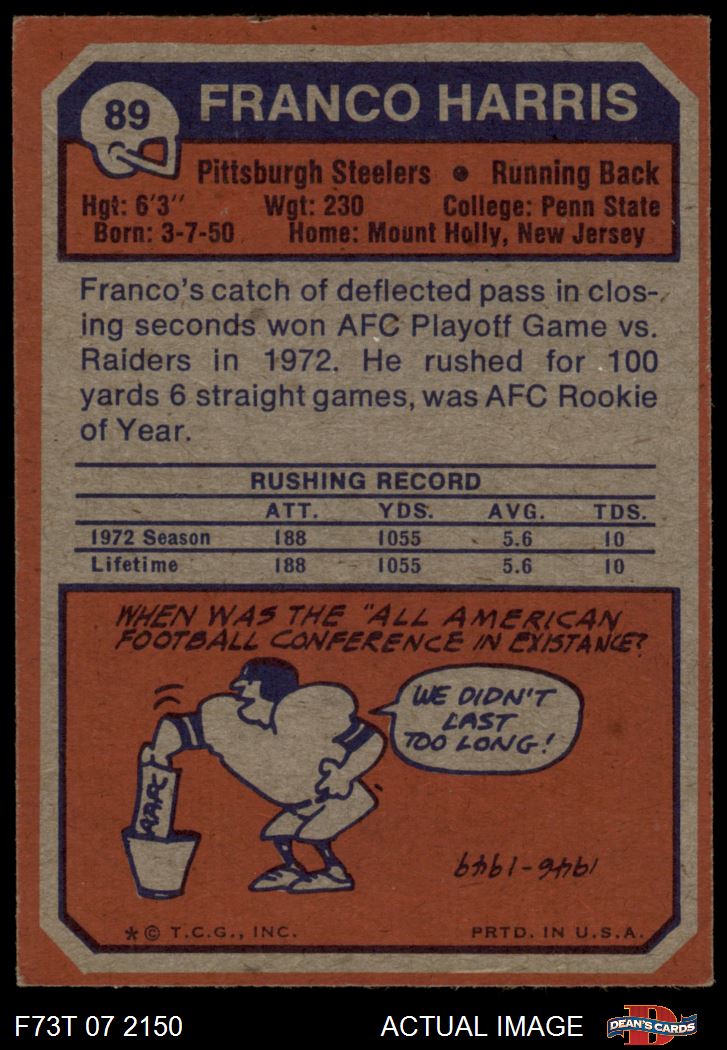 89
FRANCO HARRIS
Pittsburgh Steelers • Running Back
Hgt: 6'3" Wgt: 230 College: Penn State
Born: 3-7-50 Home: Mount Holly, New Jersey
Franco's catch of deflected pass in clos-
ing seconds won AFC Playoff Game vs.
Raiders in 1972. He rushed for 100
yards 6 straight games, was AFC Rookie
of Year.
RUSHING RECORD
ATT. YDS. AVG. TDS.
1972 Season 188 1055 5.6 10
Lifetime 188 1055 5.6 10
WHEN WAS THE "ALL AMERICAN
FOOTBALL CONFERENCE IN EXISTANCE?
WE DIDN'T
LAST
TOO LONG!
AAFC
1946-1949
* © T.C.G., INC. PRTD. IN U.S.A.
F73T 07 2150 ACTUAL IMAGE
D
DEAN'S CARDS